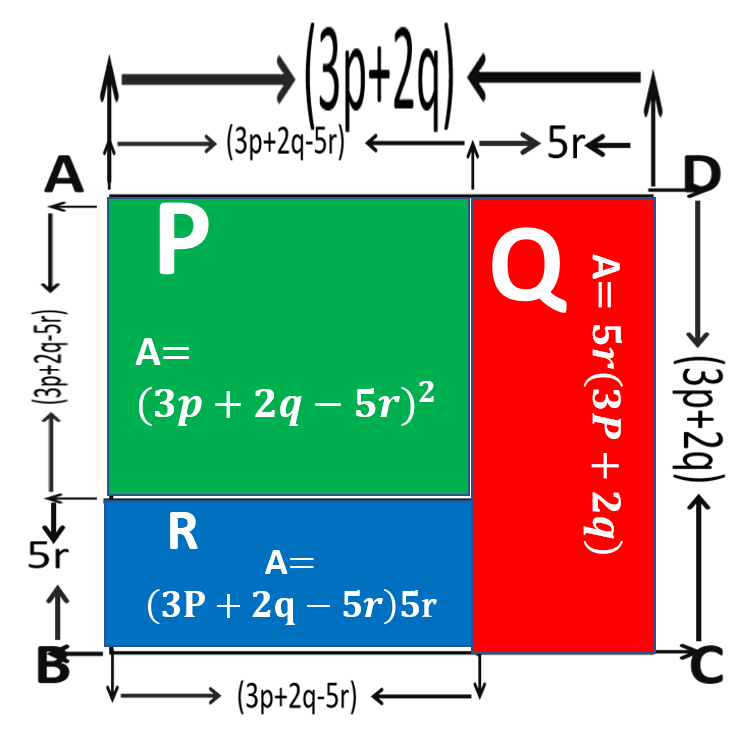 (3p+2q)
(3p+2q-5r)
5r
A
D
P
Q
(3p+2q-5r)
A=
(3p + 2q − 5r)²
A= 5r(3P + 2q)
(3p+2q)
R
5r
A=
(3P + 2q − 5r)5r
B
C
(3p+2q-5r)